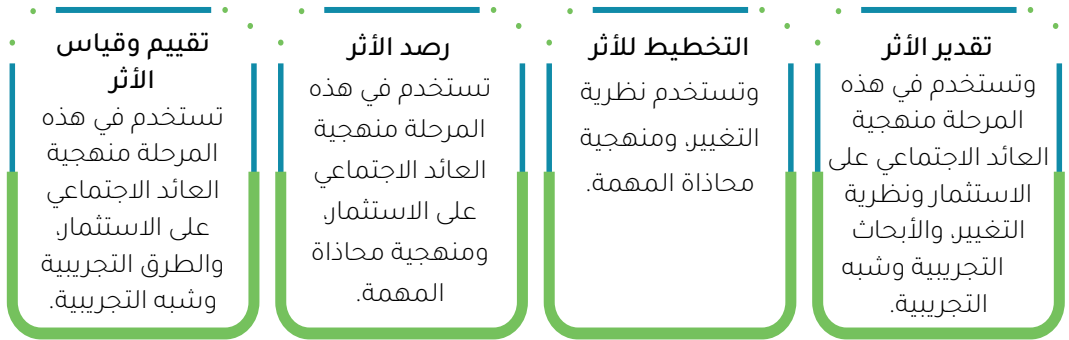 تقدير الأثر
وتستخدم في هذه
المرحلة منهجية
العائد الاجتماعي على
الاستثمار ونظرية
التغيير، والأبحاث
التجريبية وشبه
التجريبية.
التخطيط للأثر
وتستخدم نظرية
التغيير، ومنهجية
محاذاة المهمة.
رصد الأثر
تستخدم في هذه
المرحلة منهجية
العائد الاجتماعي
على الاستثمار،
ومنهجية محاذاة
المهمة.
تقييم وقياس
الأثر
تستخدم في هذه
المرحلة منهجية
العائد الاجتماعي
على الاستثمار،
والطرق التجريبية
وشبه التجريبية.